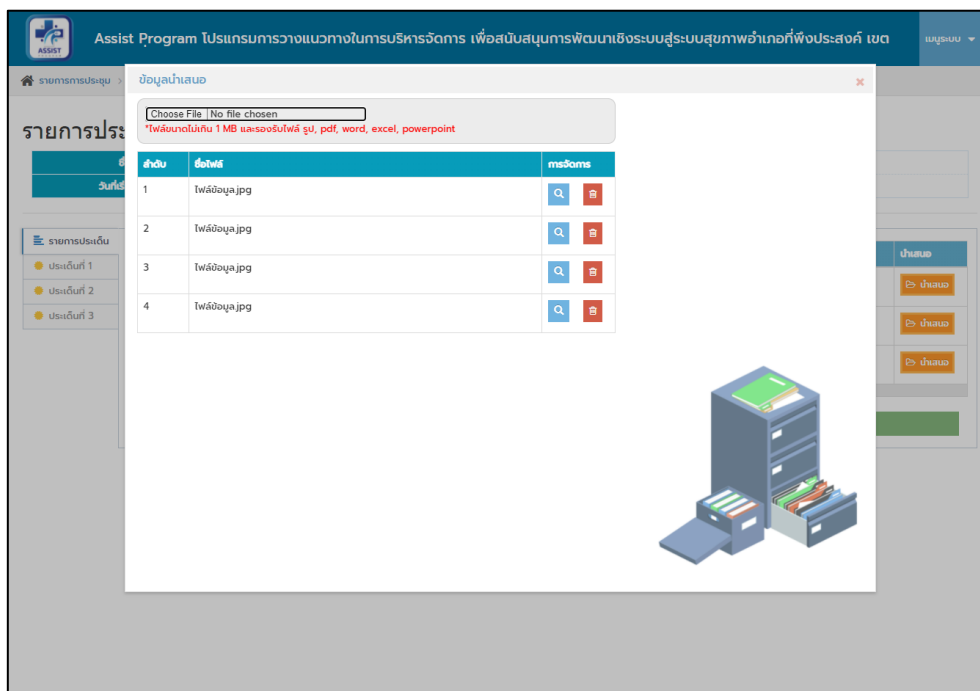 ASSIST
Assist Program โปรแกรมการวางแนวทางในการบริหารจัดการ เพื่อสนับสนุนการพัฒนาเชิงระบบสู่ระบบสุขภาพอำเภอที่พึงประสงค์ เขต
เมนูระบบ
รายการการประชุม >
ข้อมูลนำเสนอ
×
Choose File No file chosen
*ไฟล์ขนาดไม่เกิน 1 MB และรองรับไฟล์ รูป, pdf, word, excel, powerpoint
รายการประ
วันที่เริ่
ลำดับ ชื่อไฟล์ การจัดการ
1 ไฟล์ข้อมูล.jpg
2 ไฟล์ข้อมูล.jpg
3 ไฟล์ข้อมูล.jpg
4 ไฟล์ข้อมูล.jpg
รายการประเด็น
ประเด็นที่ 1
ประเด็นที่ 2
ประเด็นที่ 3
นำเสนอ
นำเสนอ
นำเสนอ
นำเสนอ